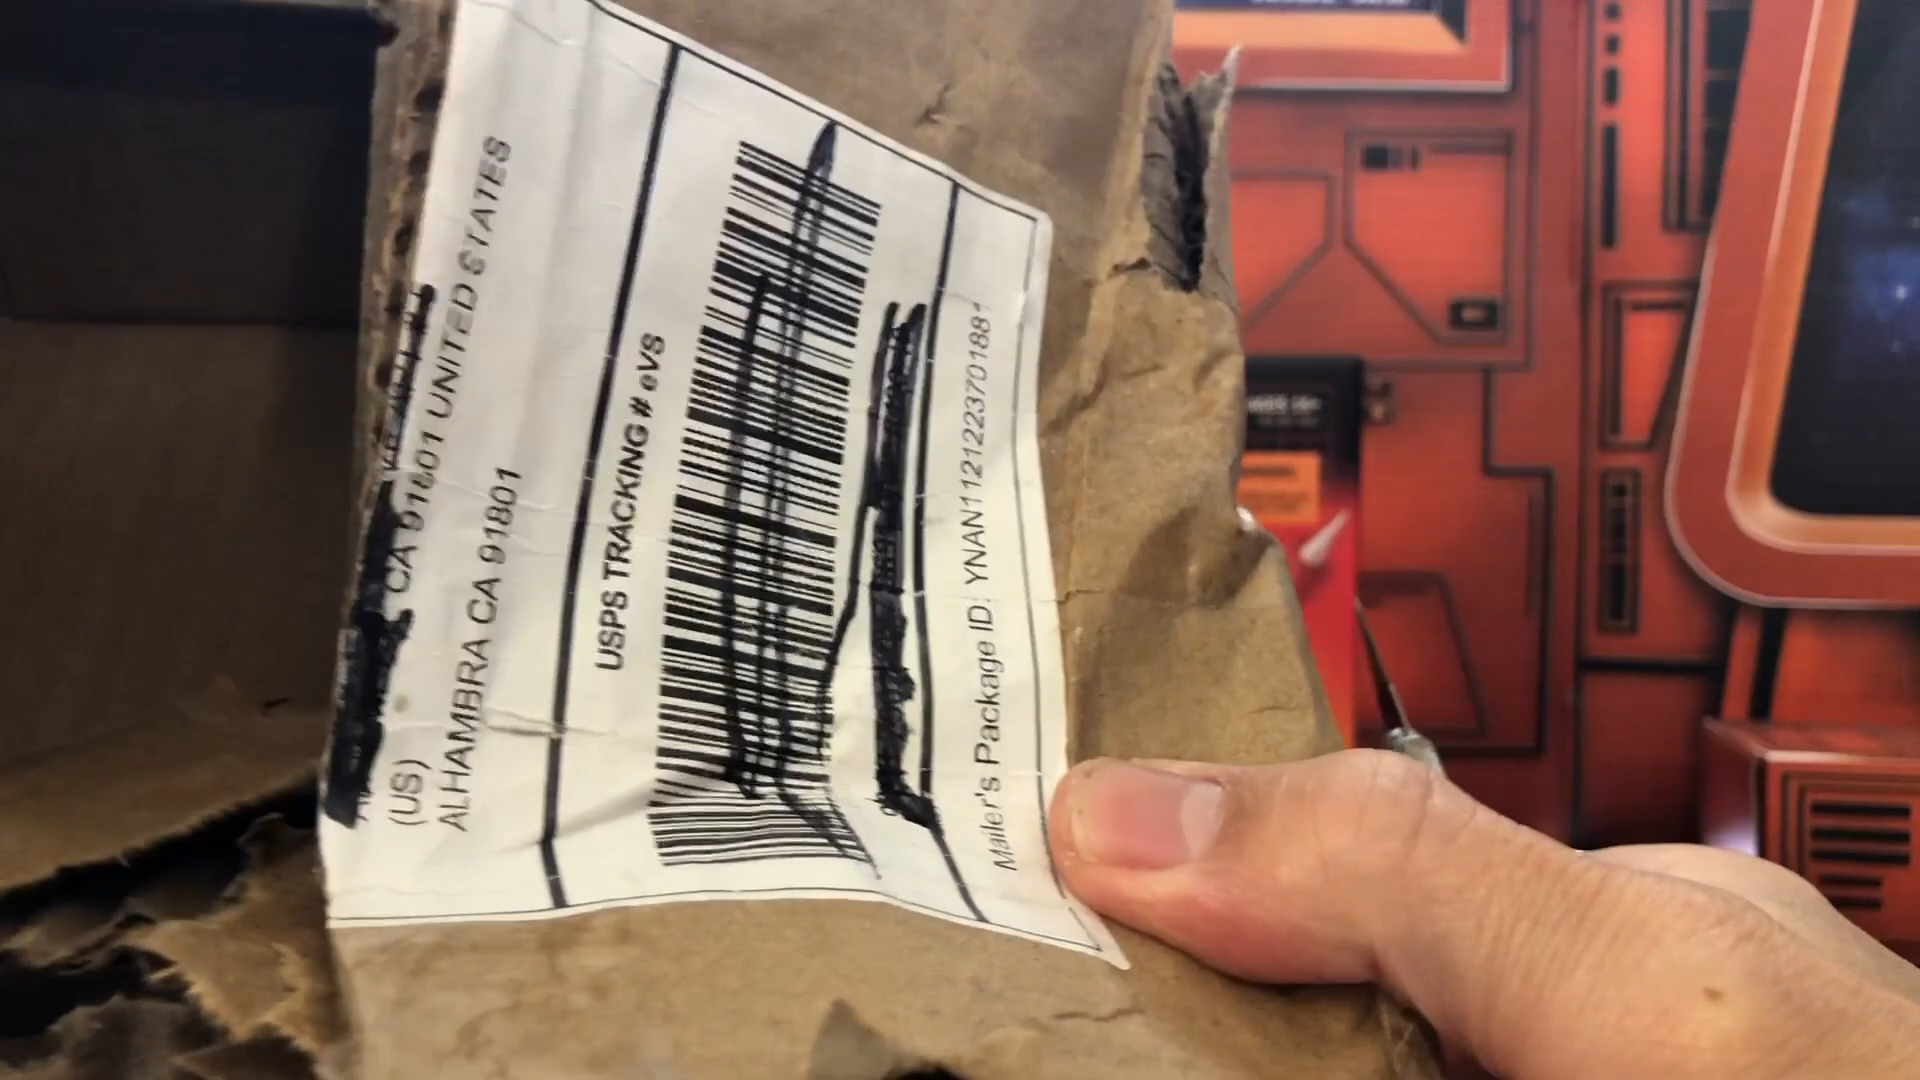 CA 91801 UNITED STATES
(US)
ALHAMBRA CA 91801
USPS TRACKING # eVS
Mailer's Package ID: YNAN1121223701881